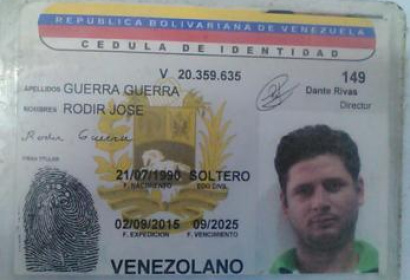 REPÚBLICA BOLIVARIANA DE VENEZUELA
CEDULA DE IDENTIDAD
V 20.359.635 149
APELLIDOS GUERRA GUERRA
NOMBRES RODIR JOSE
Dante Rivas
Director
Rodir Guerra
FIRMA TITULAR
21/07/1990 SOLTERO
F. NACIMIENTO EDO CIVIL
02/09/2015 09/2025
F. EXPEDICION F. VENCIMIENTO
VENEZOLANO